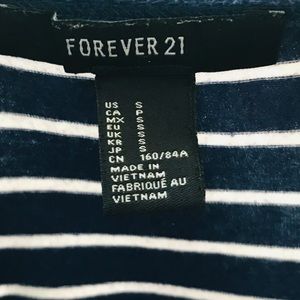 FOREVER 21
US S
CA P
MX S
EU S
UK S
KR S
JP S
CN 160/84A
MADE IN
VIETNAM
FABRIQUÉ AU
VIETNAM